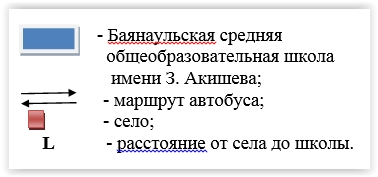 - Баянаульская средняя
общеобразовательная школа
имени З. Акишева;
- маршрут автобуса;
- село;
L - расстояние от села до школы.